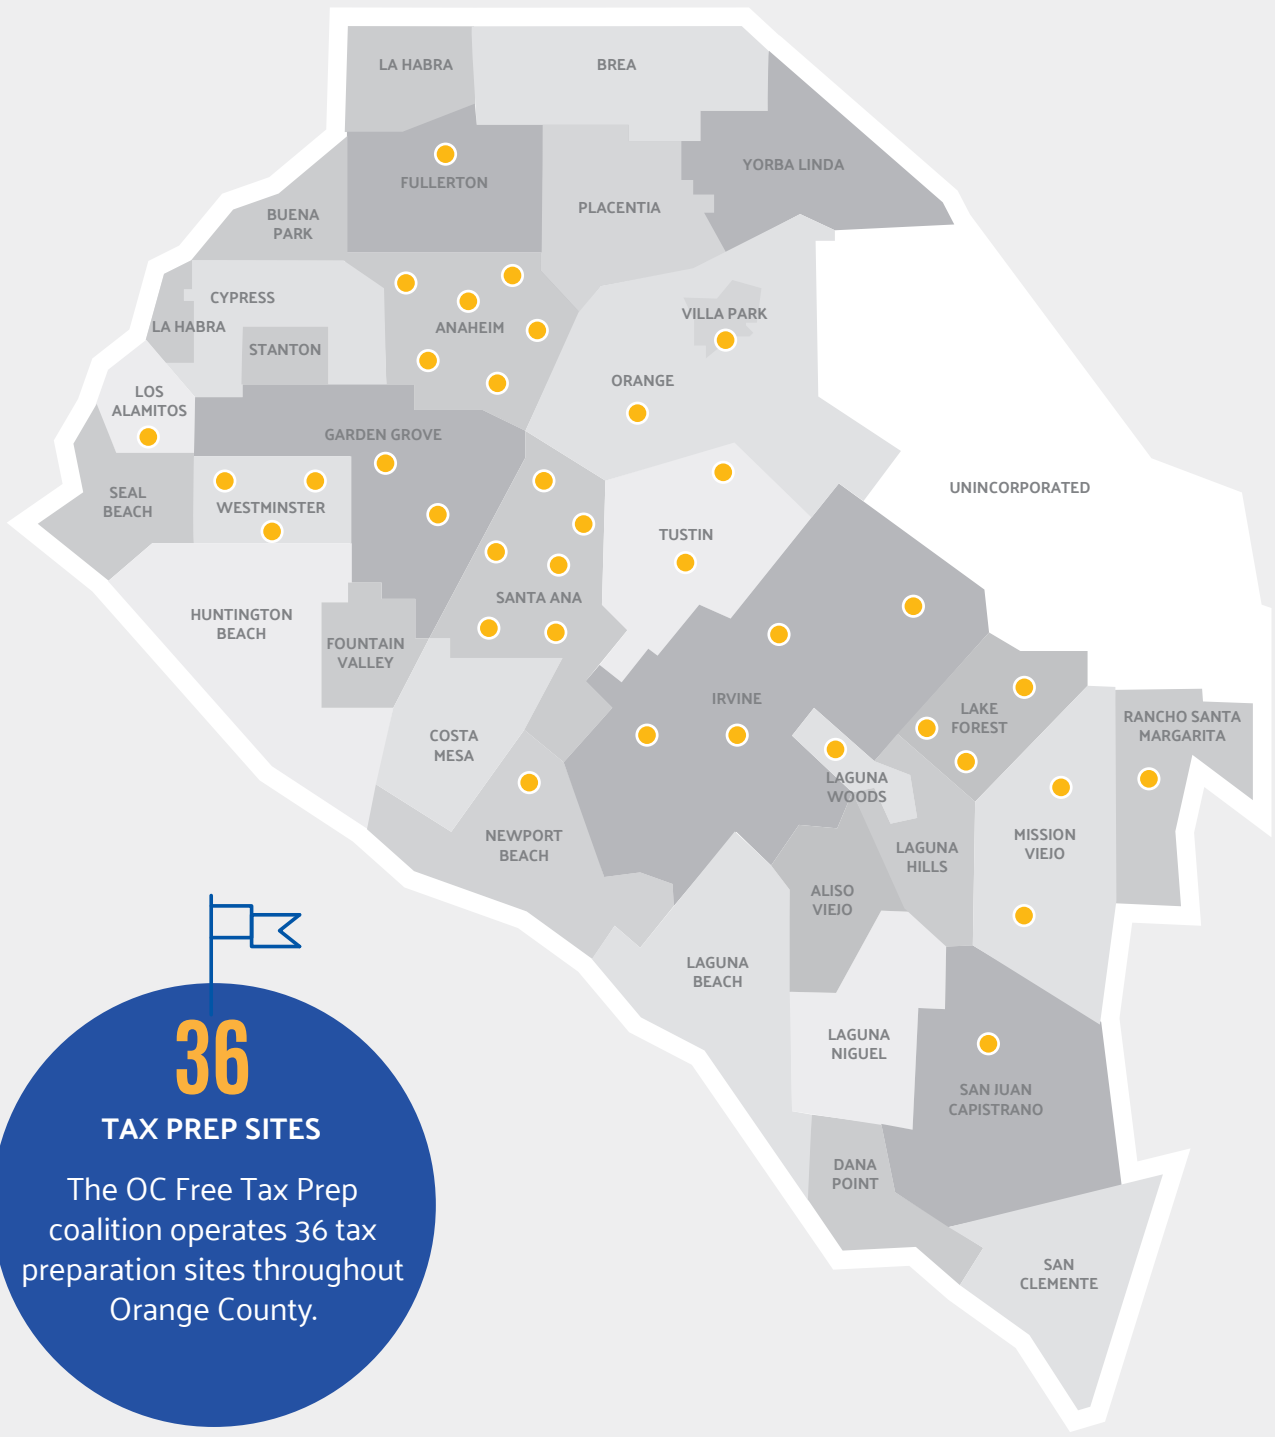 LA HABRA
BREA
YORBA LINDA
FULLERTON
PLACENTIA
BUENA
PARK
CYPRESS
LA HABRA
STANTON
ANAHEIM
VILLA PARK
ORANGE
LOS
ALAMITOS
GARDEN GROVE
SEAL
BEACH
WESTMINSTER
UNINCORPORATED
TUSTIN
SANTA ANA
HUNTINGTON
BEACH
FOUNTAIN
VALLEY
IRVINE
COSTA
MESA
LAKE
FOREST
RANCHO SANTA
MARGARITA
LAGUNA
WOODS
NEWPORT
BEACH
MISSION
VIEJO
LAGUNA
HILLS
ALISO
VIEJO
LAGUNA
BEACH
LAGUNA
NIGUEL
SAN JUAN
CAPISTRANO
DANA
POINT
SAN
CLEMENTE
36
TAX PREP SITES
The OC Free Tax Prep
coalition operates 36 tax
preparation sites throughout
Orange County.